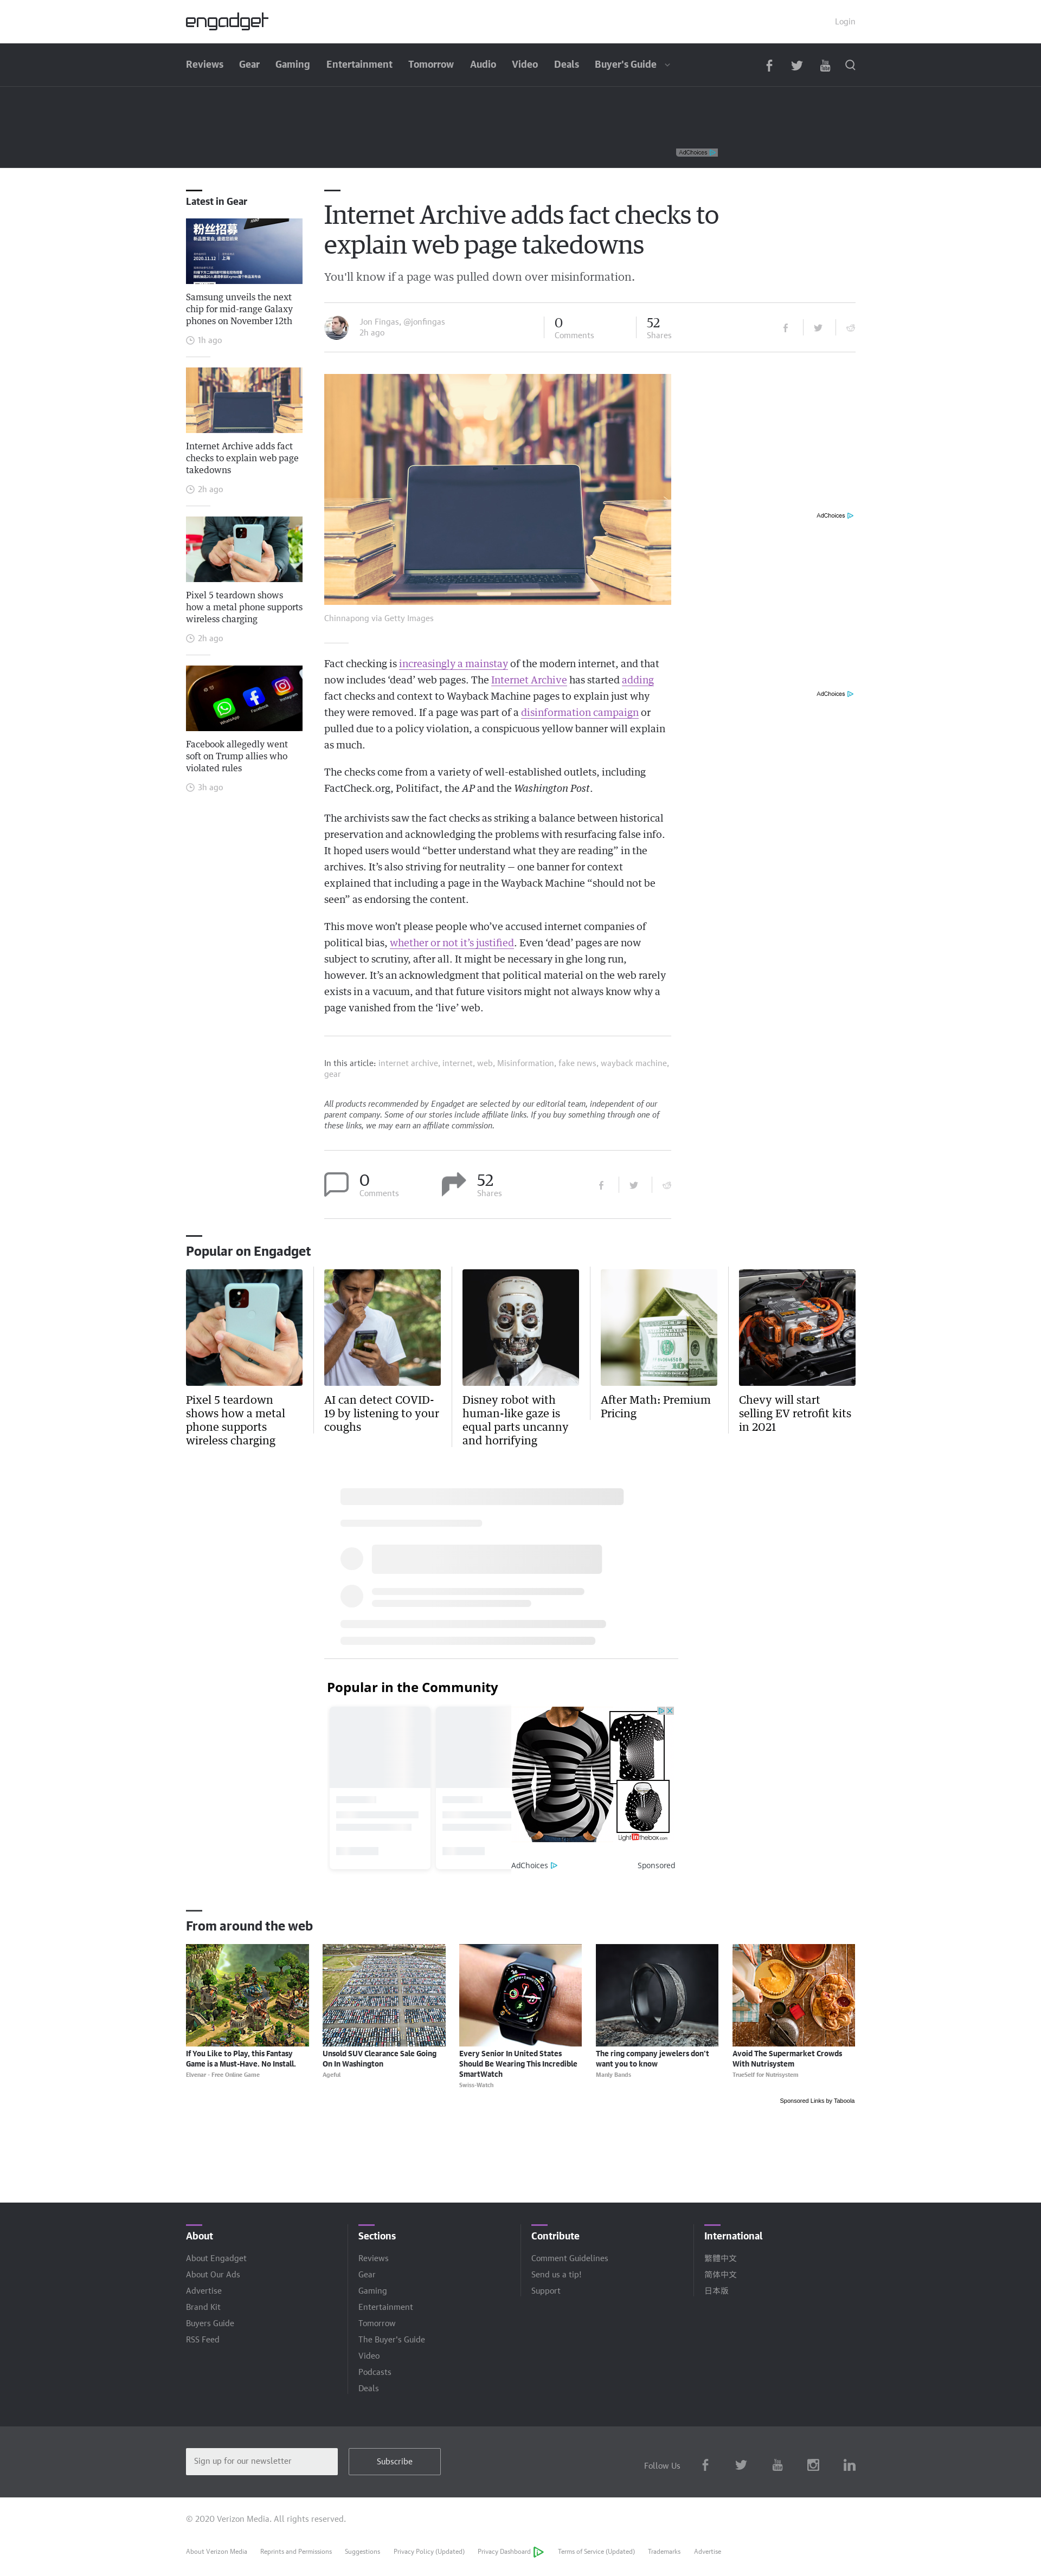 engadget
Login
Reviews Gear Gaming Entertainment Tomorrow Audio Video Deals Buyer's Guide
AdChoices
Latest in Gear
粉丝招募
2020.11.12 上海
Samsung unveils the next
chip for mid-range Galaxy
phones on November 12th
1h ago
Internet Archive adds fact
checks to explain web page
takedowns
2h ago
Pixel 5 teardown shows
how a metal phone supports
wireless charging
2h ago
WhatsApp Facebook Instagram
Facebook allegedly went
soft on Trump allies who
violated rules
3h ago
Internet Archive adds fact checks to
explain web page takedowns
You'll know if a page was pulled down over misinformation.
Jon Fingas, @jonfingas
2h ago
0
Comments
52
Shares
AdChoices
Chinnapong via Getty Images
AdChoices
Fact checking is increasingly a mainstay of the modern internet, and that
now includes ‘dead’ web pages. The Internet Archive has started adding
fact checks and context to Wayback Machine pages to explain just why
they were removed. If a page was part of a disinformation campaign or
pulled due to a policy violation, a conspicuous yellow banner will explain
as much.
The checks come from a variety of well-established outlets, including
FactCheck.org, Politifact, the AP and the Washington Post.
The archivists saw the fact checks as striking a balance between historical
preservation and acknowledging the problems with resurfacing false info.
It hoped users would “better understand what they are reading” in the
archives. It’s also striving for neutrality — one banner for context
explained that including a page in the Wayback Machine “should not be
seen” as endorsing the content.
This move won’t please people who’ve accused internet companies of
political bias, whether or not it’s justified. Even ‘dead’ pages are now
subject to scrutiny, after all. It might be necessary in ghe long run,
however. It’s an acknowledgment that political material on the web rarely
exists in a vacuum, and that future visitors might not always know why a
page vanished from the ‘live’ web.
In this article: internet archive, internet, web, Misinformation, fake news, wayback machine,
gear
All products recommended by Engadget are selected by our editorial team, independent of our
parent company. Some of our stories include affiliate links. If you buy something through one of
these links, we may earn an affiliate commission.
0
Comments
52
Shares
Popular on Engadget
Pixel 5 teardown
shows how a metal
phone supports
wireless charging
AI can detect COVID-
19 by listening to your
coughs
Disney robot with
human-like gaze is
equal parts uncanny
and horrifying
After Math: Premium
Pricing
Chevy will start
selling EV retrofit kits
in 2021
Popular in the Community
Lightinthebox.com
AdChoices
Sponsored
From around the web
If You Like to Play, this Fantasy
Game is a Must-Have. No Install.
Elvenar - Free Online Game
Unsold SUV Clearance Sale Going
On In Washington
Ageful
Every Senior In United States
Should Be Wearing This Incredible
SmartWatch
Swiss-Watch
The ring company jewelers don't
want you to know
Manly Bands
Avoid The Supermarket Crowds
With Nutrisystem
TrueSelf for Nutrisystem
Sponsored Links by Taboola
About
About Engadget
About Our Ads
Advertise
Brand Kit
Buyers Guide
RSS Feed
Sections
Reviews
Gear
Gaming
Entertainment
Tomorrow
The Buyer's Guide
Video
Podcasts
Deals
Contribute
Comment Guidelines
Send us a tip!
Support
International
繁體中文
简体中文
日本版
Sign up for our newsletter
Subscribe
Follow Us
© 2020 Verizon Media. All rights reserved.
About Verizon Media Reprints and Permissions Suggestions Privacy Policy (Updated) Privacy Dashboard Terms of Service (Updated) Trademarks Advertise